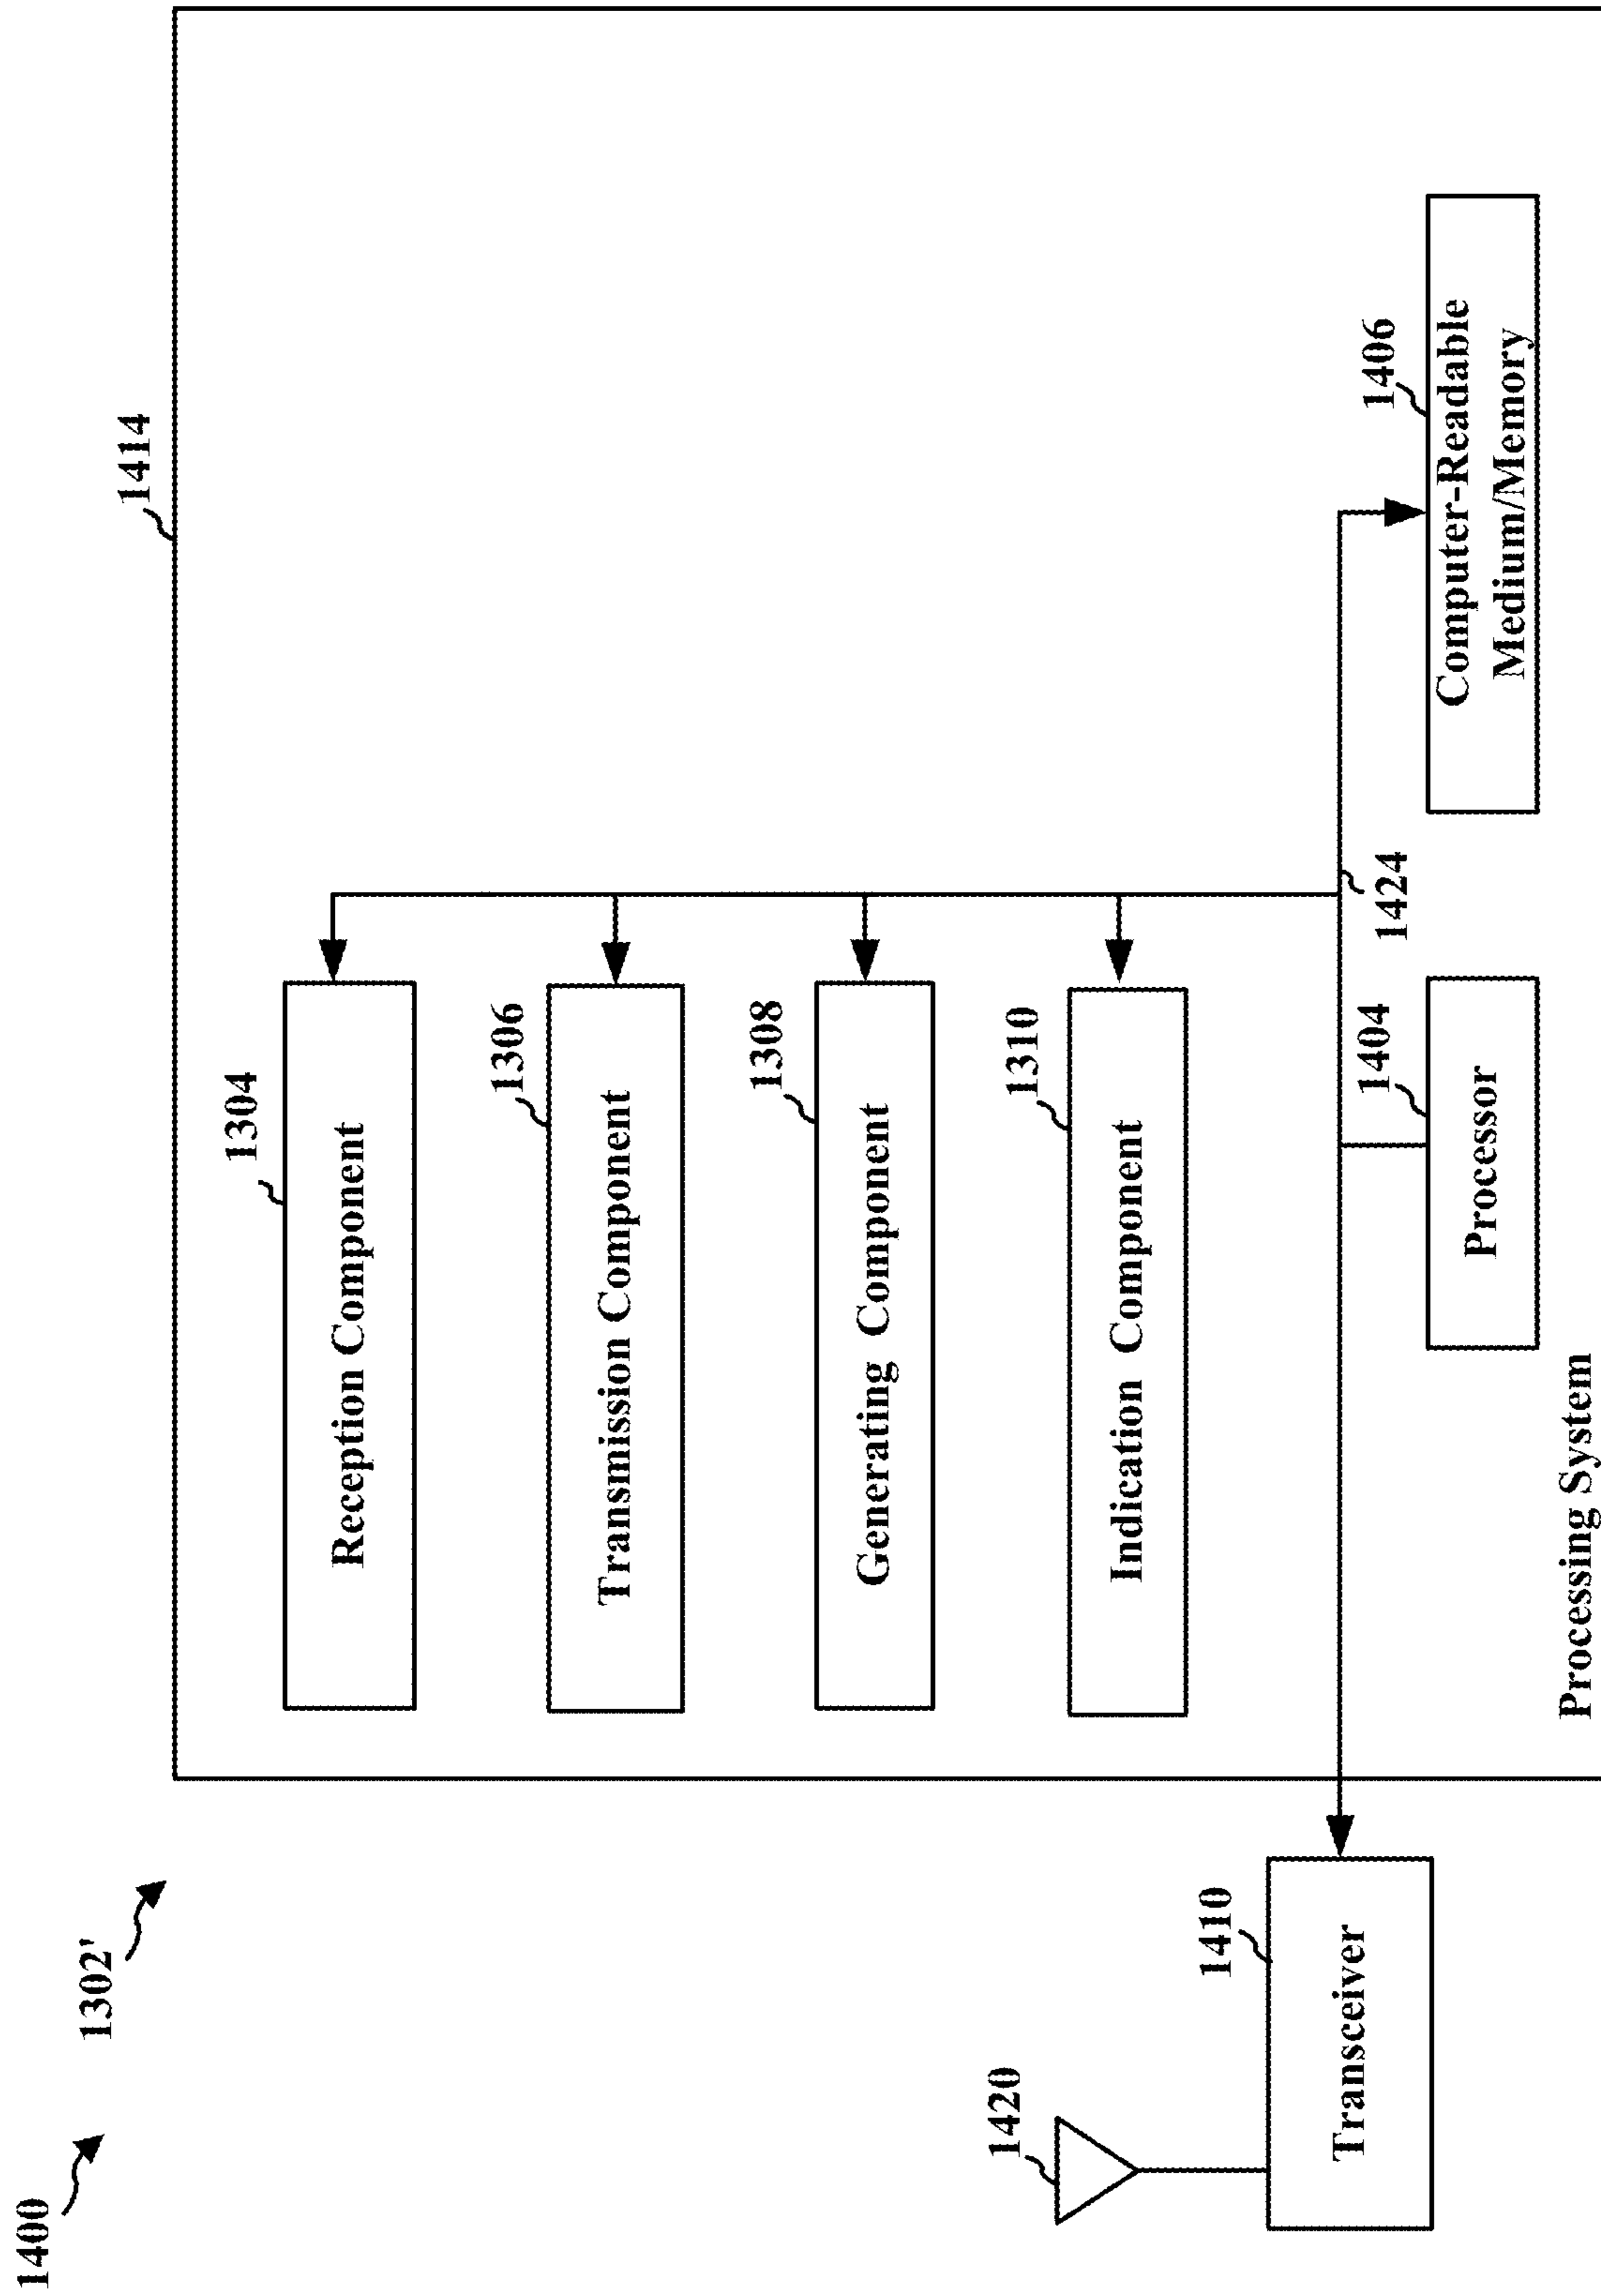 1400
1302'
1414
1304
Reception Component
1306
Transmission Component
1308
Generating Component
1310
Indication Component
1420
1410
Transceiver
1424
1404
Processor
1406
Computer-Readable
Medium/Memory
Processing System